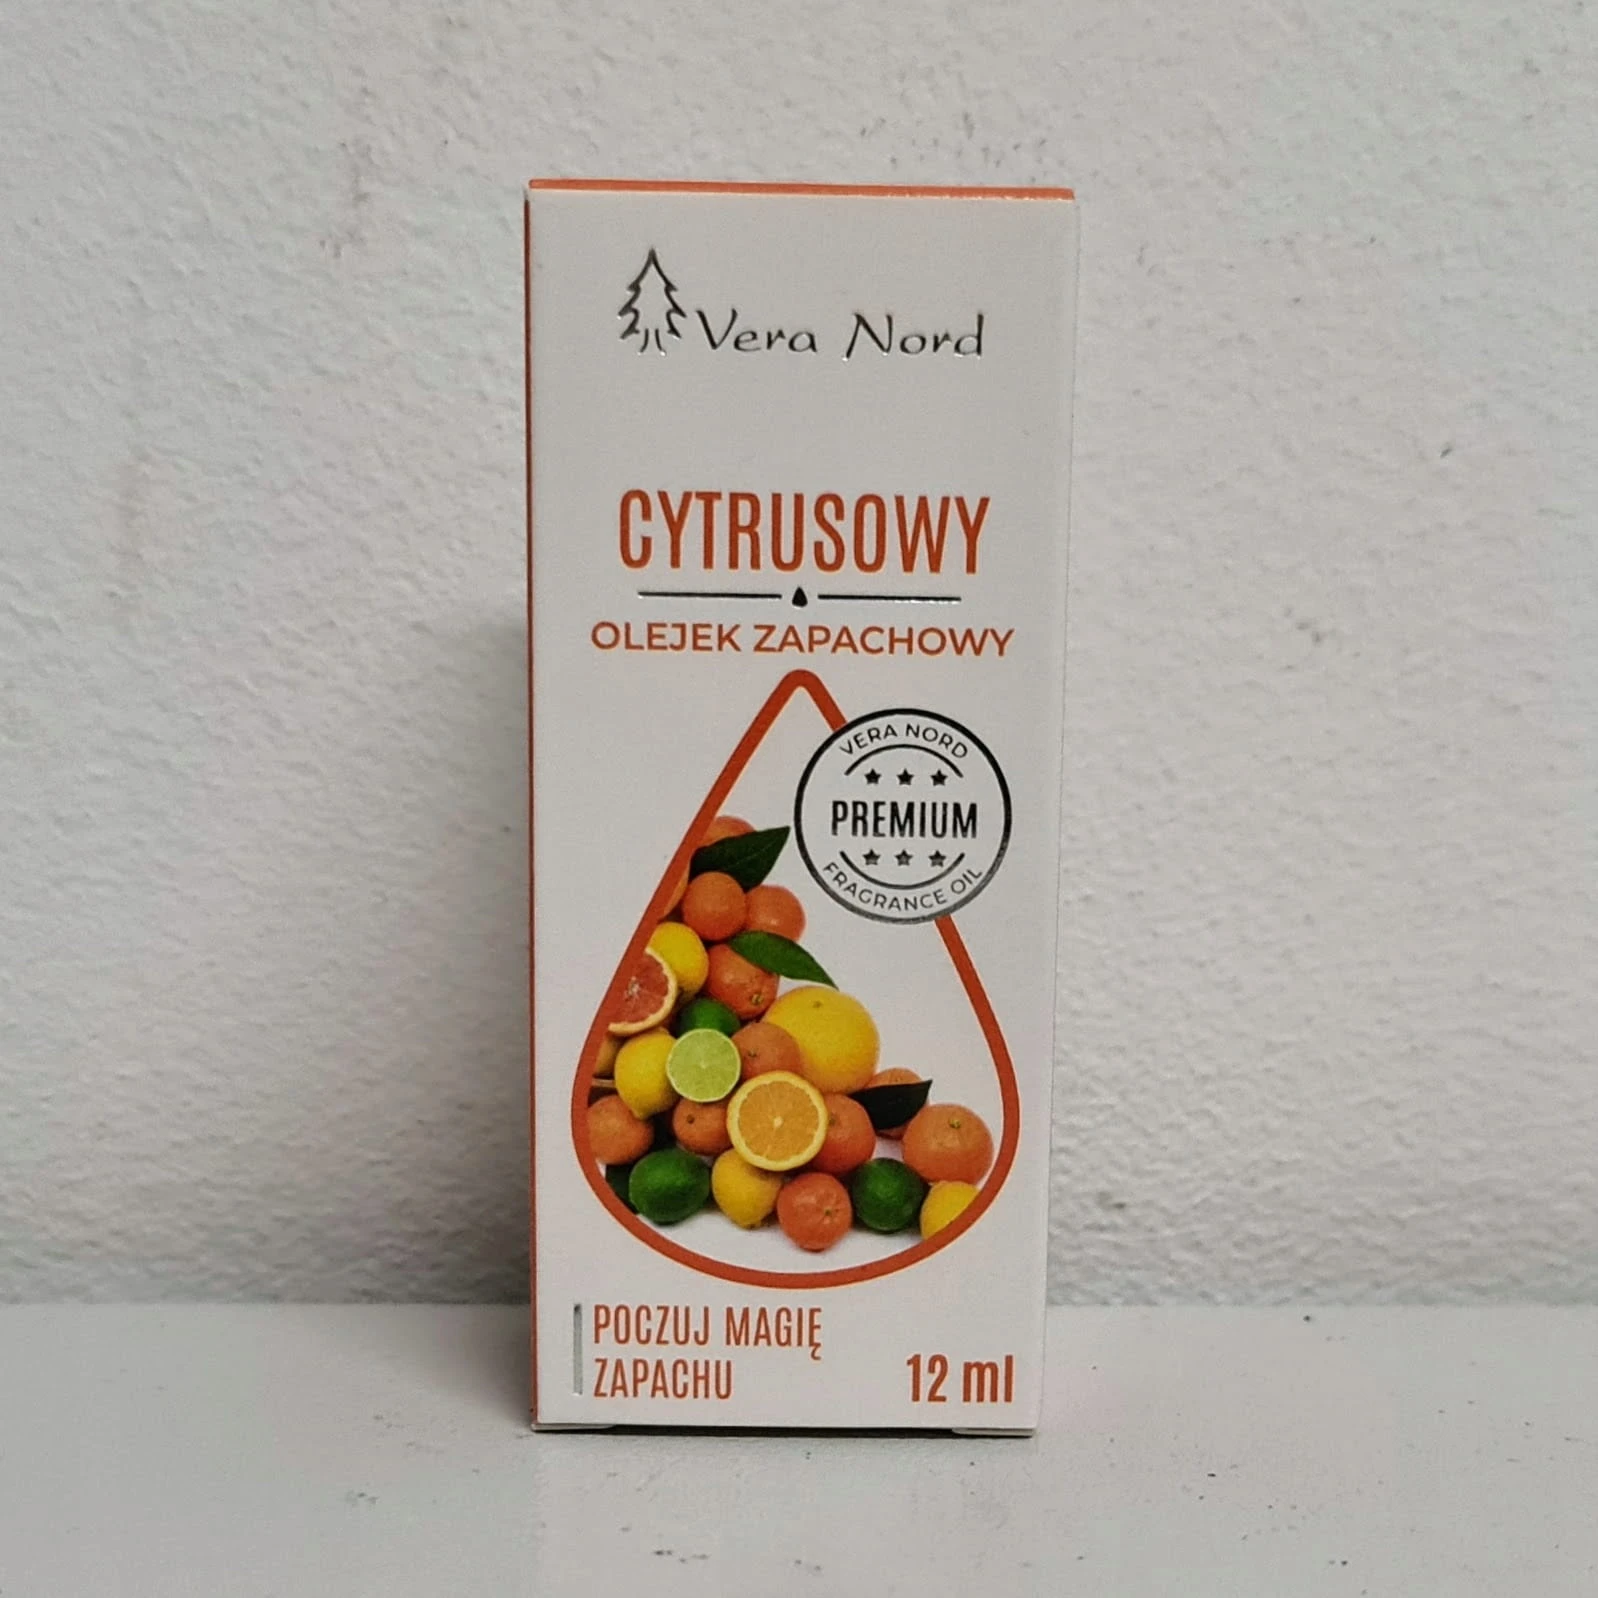 Vera Nord
CYTRUSOWY
OLEJEK ZAPACHOWY
VERA NORD
PREMIUM
FRAGRANCE OIL
POCZUJ MAGIĘ
ZAPACHU
12 ml